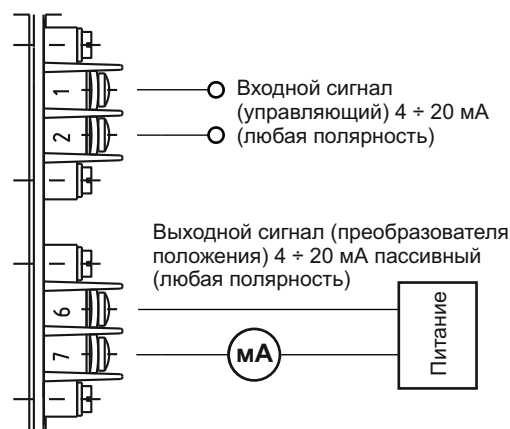 1
Входной сигнал
(управляющий) 4 ÷ 20 мА
2
(любая полярность)
Выходной сигнал (преобразователя
положения) 4 ÷ 20 мА пассивный
(любая полярность)
6
7
мА
Питание